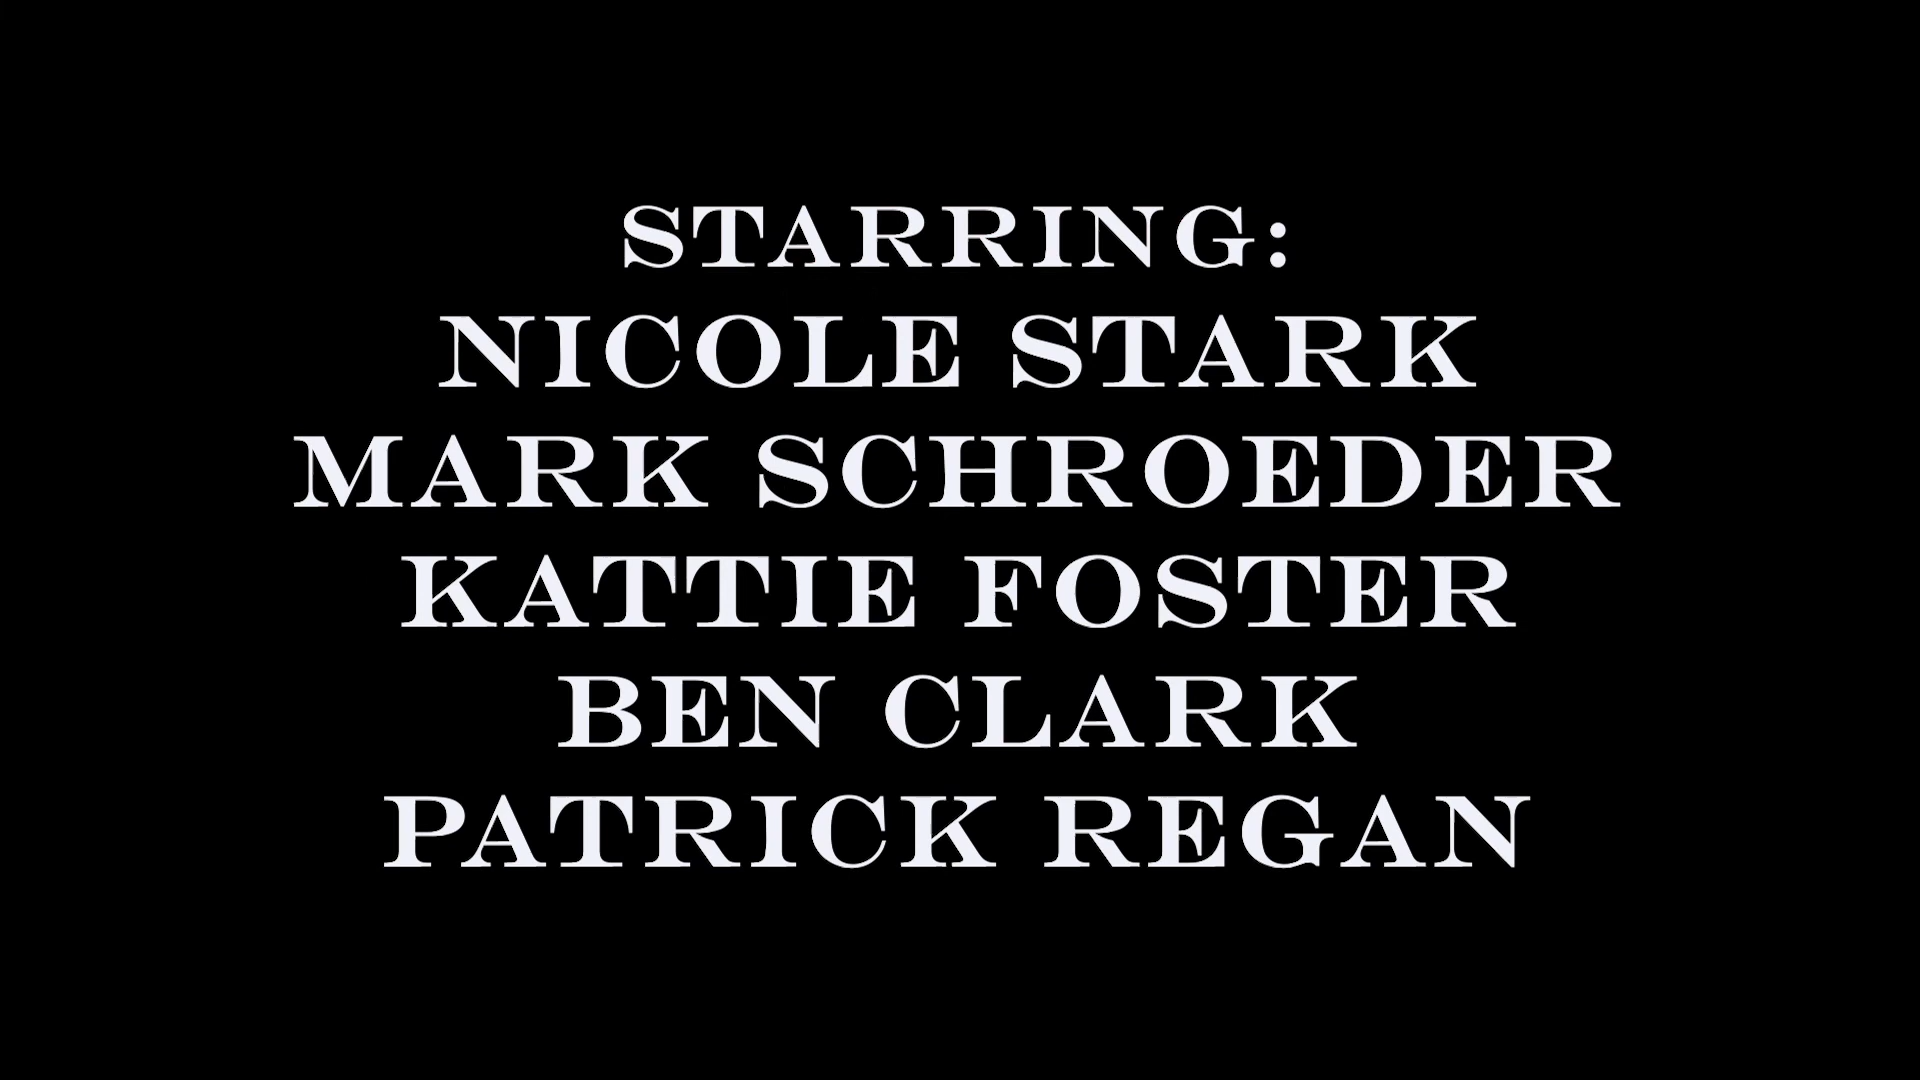 STARRING:
NICOLE STARK
MARK SCHROEDER
KATTIE FOSTER
BEN CLARK
PATRICK REGAN